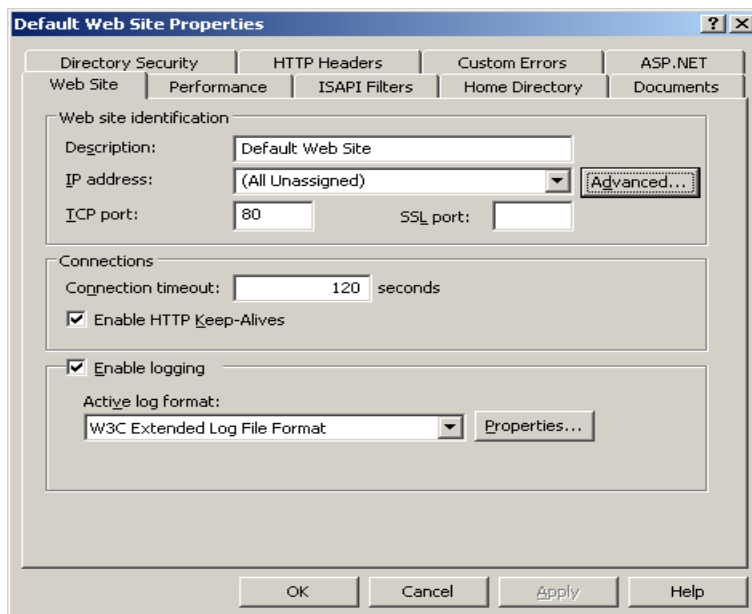 Default Web Site Properties ? X
Directory Security HTTP Headers Custom Errors ASP.NET
Web Site Performance ISAPI Filters Home Directory Documents
Web site identification
Description: Default Web Site
IP address: (All Unassigned) Advanced...
TCP port: 80 SSL port:
Connections
Connection timeout: 120 seconds
Enable HTTP Keep-Alives
Enable logging
Active log format:
W3C Extended Log File Format Properties...
OK Cancel Apply Help